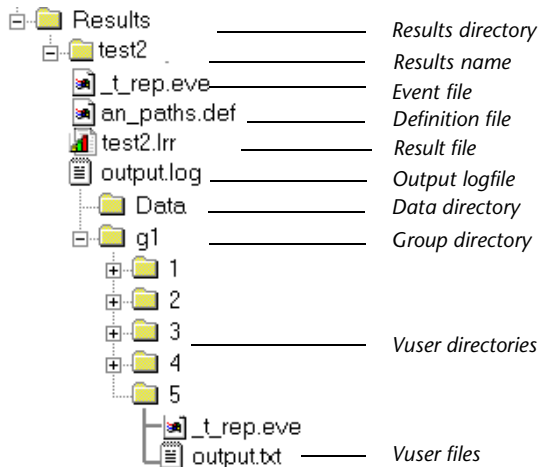 Results Results directory
test2 Results name
_t_rep.eve Event file
an_paths.def Definition file
test2.lrr Result file
output.log Output logfile
Data Data directory
g1 Group directory
1
2
3 Vuser directories
4
5
_t_rep.eve
output.txt Vuser files